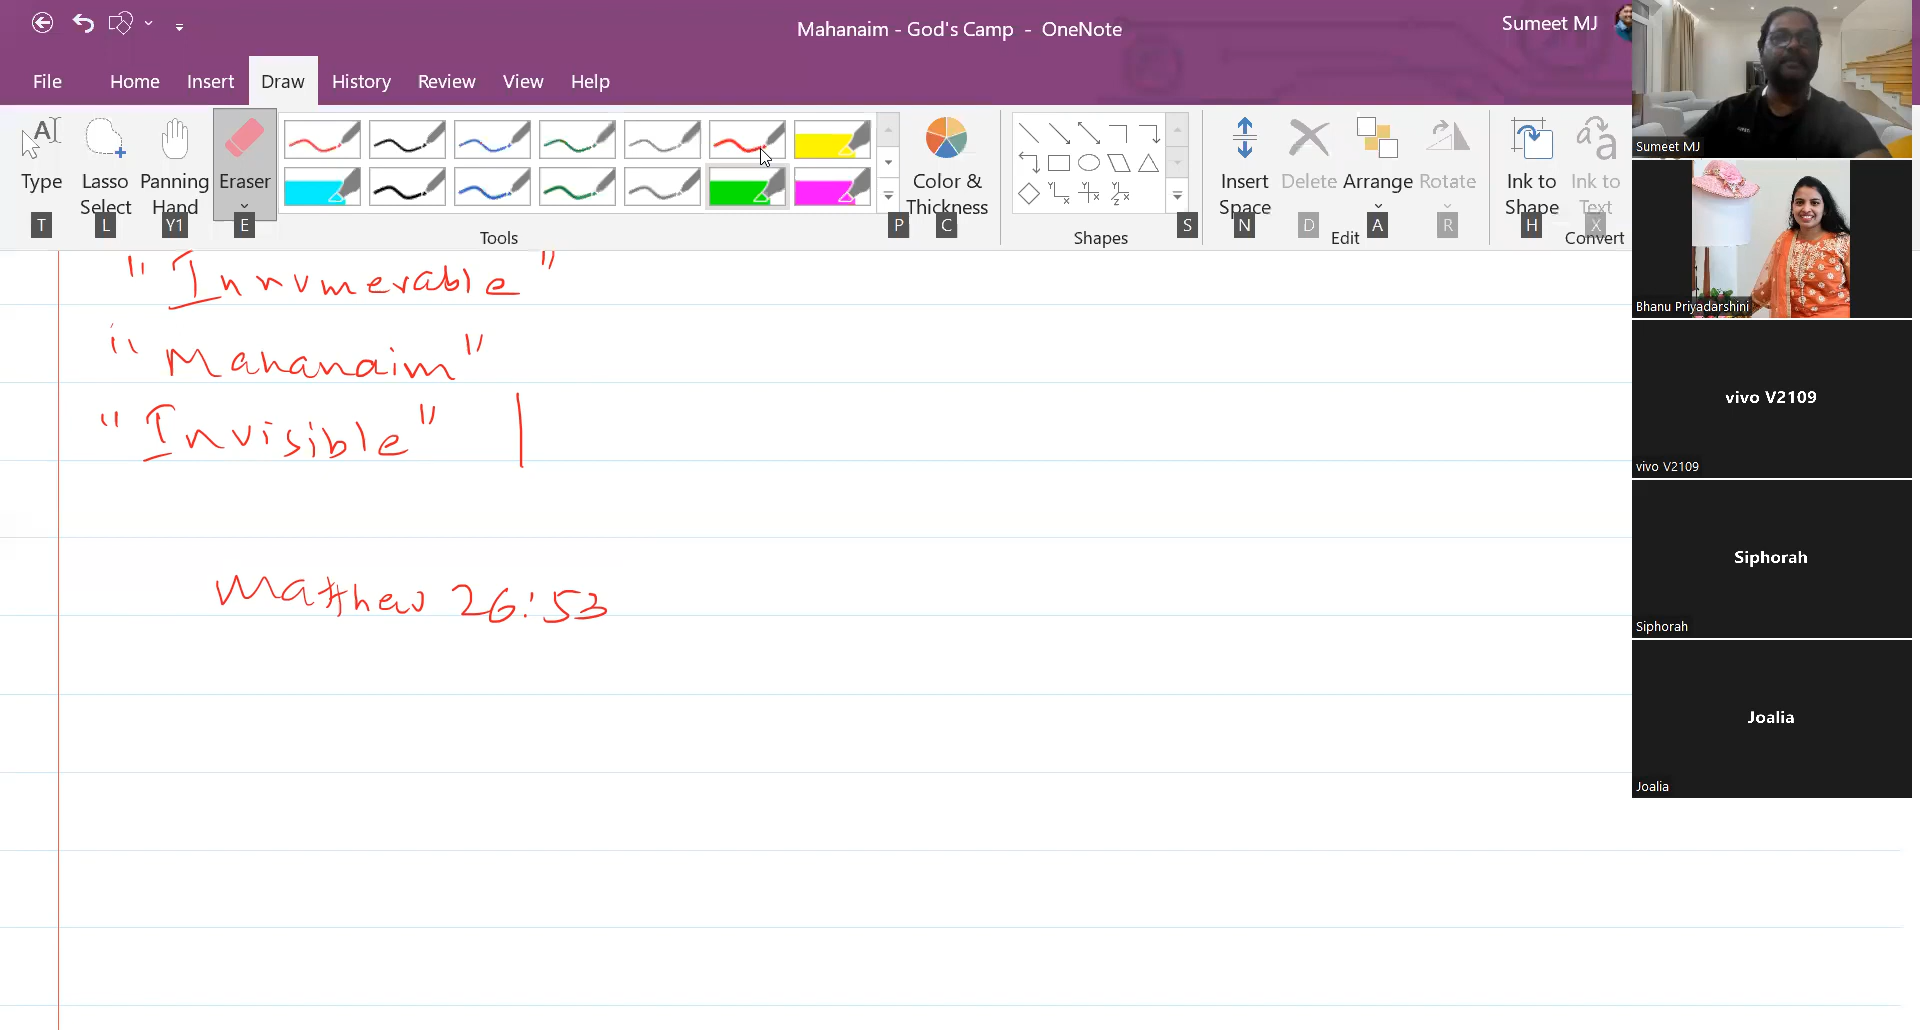 Mahanaim - God's Camp - OneNote
Sumeet MJ
File Home Insert Draw History Review View Help
Type Lasso Select Panning Hand Eraser Color & Thickness Insert Space Delete Arrange Rotate Ink to Shape Ink to Text
T L Y1 E P C S N D A R H X
Tools Shapes Edit Convert
"Innumerable"
"Mahanaim"
"Invisible" |
Matthew 26:53
Sumeet MJ
Bhanu Priyadarshini
vivo V2109
vivo V2109
Siphorah
Siphorah
Joalia
Joalia